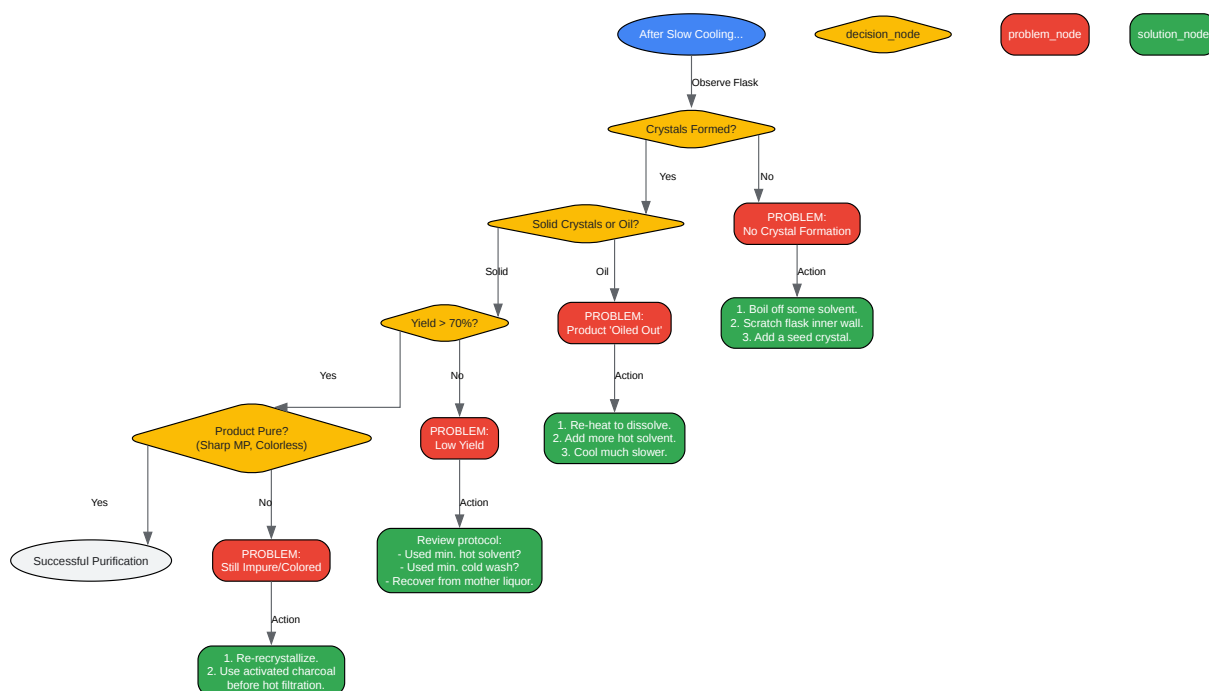 After Slow Cooling...
decision_node
problem_node
solution_node
Observe Flask
Crystals Formed?
Yes
No
Solid Crystals or Oil?
PROBLEM:
No Crystal Formation
Solid
Oil
Action
1. Boil off some solvent.
2. Scratch flask inner wall.
3. Add a seed crystal.
Yield > 70%?
PROBLEM:
Product 'Oiled Out'
Yes
No
Action
Product Pure?
(Sharp MP, Colorless)
PROBLEM:
Low Yield
1. Re-heat to dissolve.
2. Add more hot solvent.
3. Cool much slower.
Yes
No
Action
Successful Purification
PROBLEM:
Still Impure/Colored
Review protocol:
- Used min. hot solvent?
- Used min. cold wash?
- Recover from mother liquor.
Action
1. Re-recrystallize.
2. Use activated charcoal
before hot filtration.